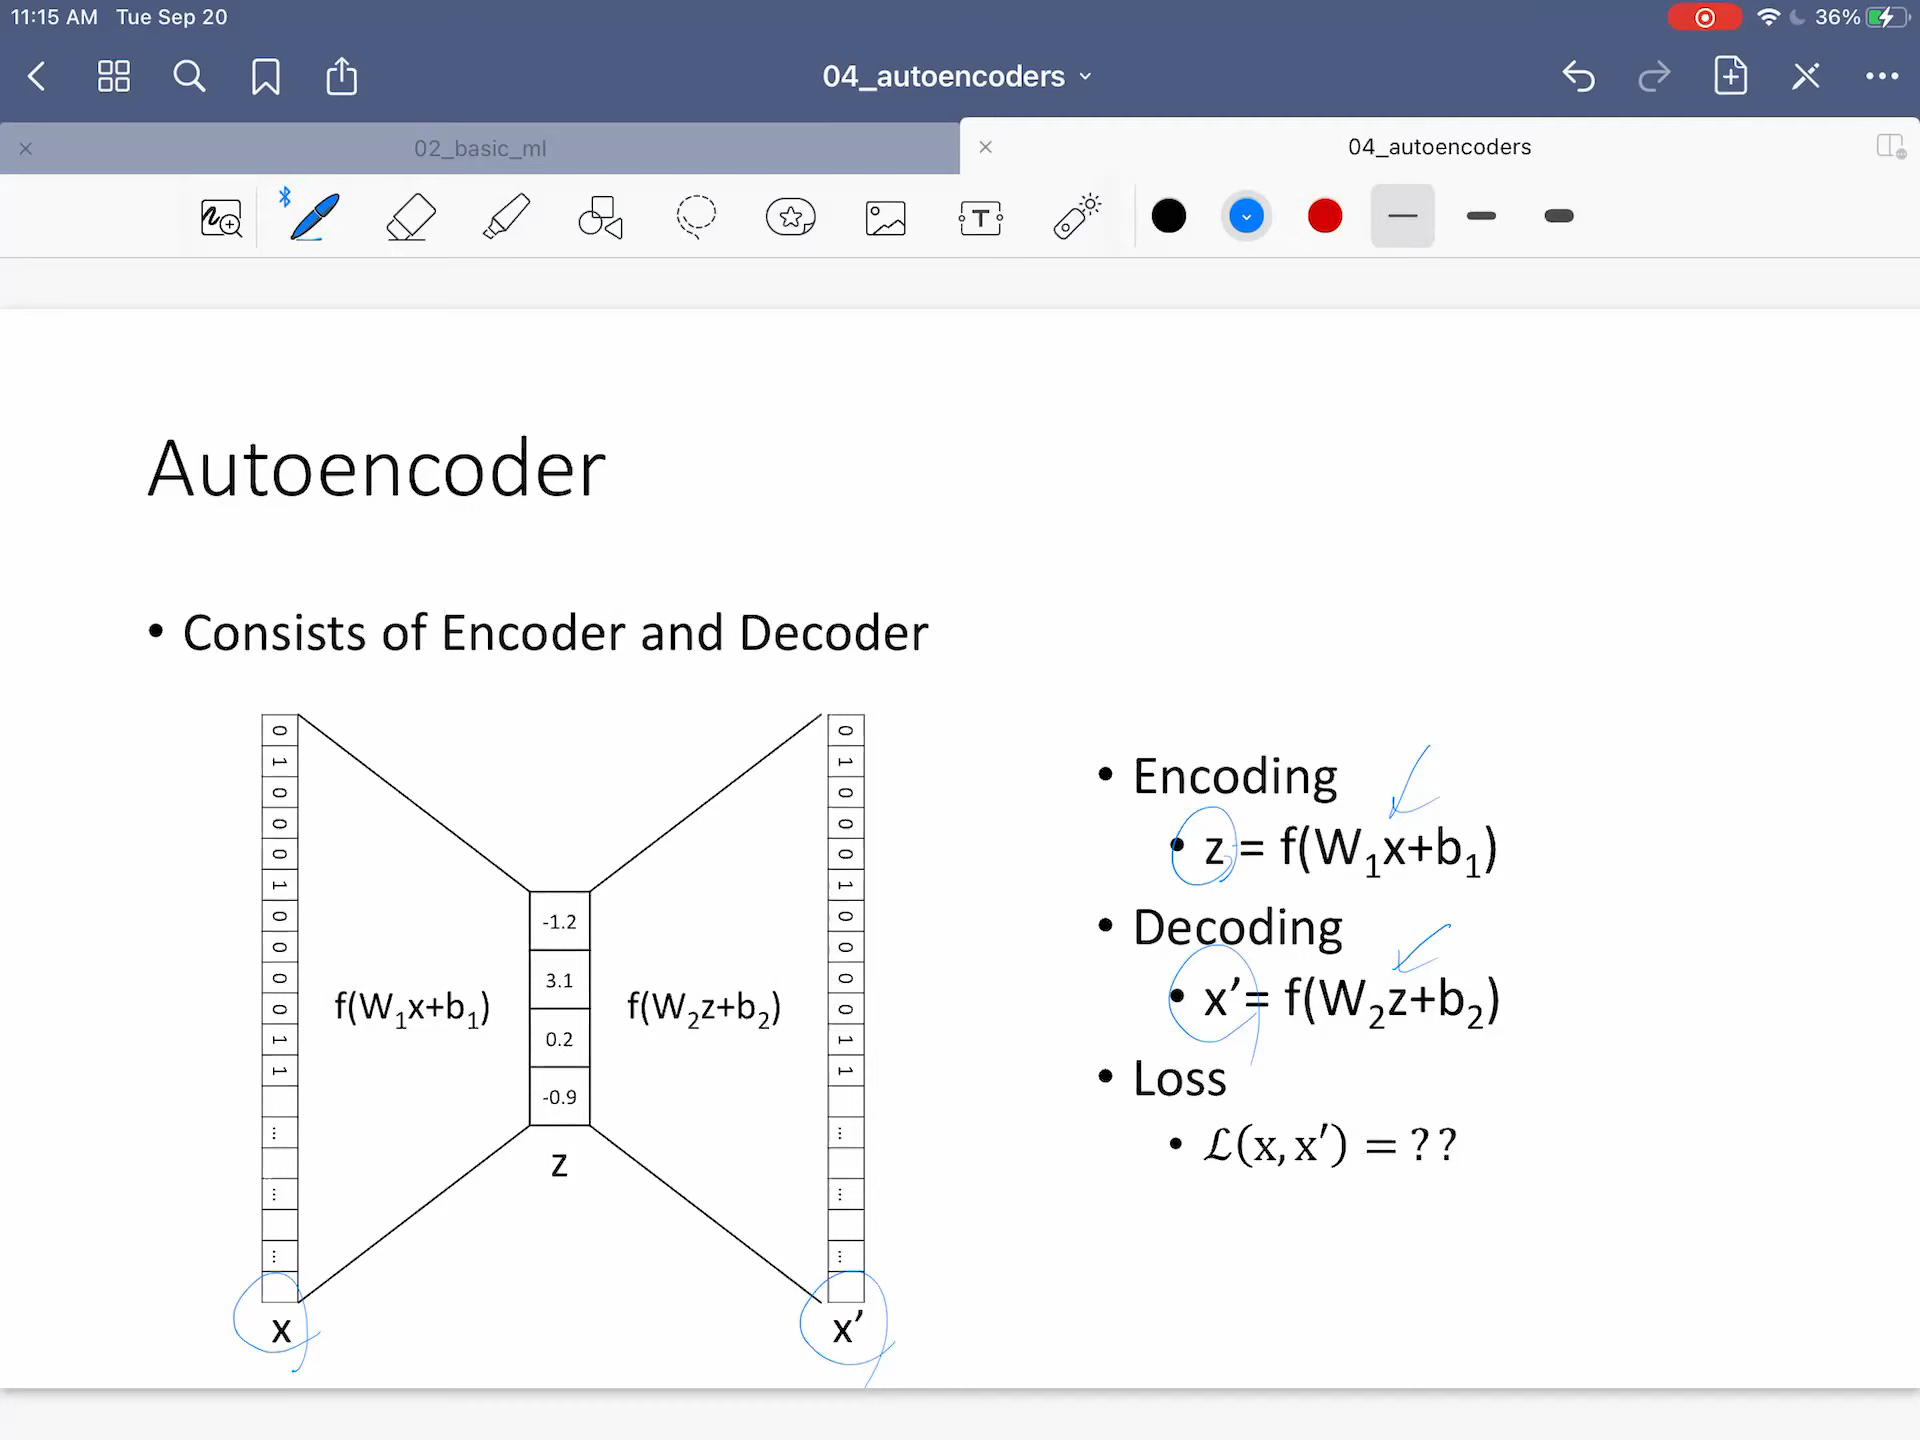 11:15 AM Tue Sep 20
36%
04_autoencoders
02_basic_ml
04_autoencoders
T
Autoencoder
• Consists of Encoder and Decoder
0
1
0
0
0
1
0
0
0
0
1
1
...
...
...
x
f(W₁x+b₁)
-1.2
3.1
0.2
-0.9
z
f(W₂z+b₂)
0
1
0
0
0
1
0
0
0
0
1
1
...
...
...
x’
• Encoding
• z = f(W₁x+b₁)
• Decoding
• x’= f(W₂z+b₂)
• Loss
• ℒ(x, x′) = ??